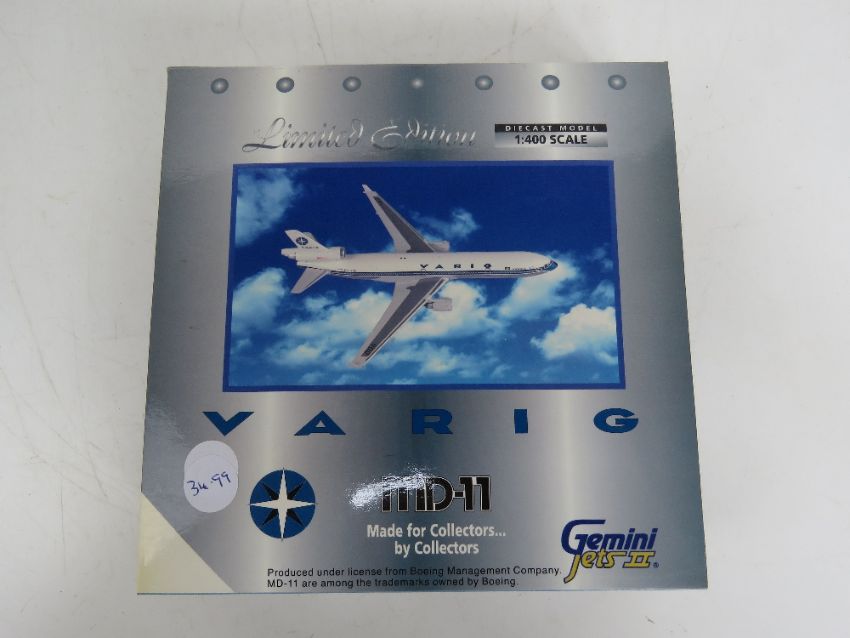 Limited Edition
DIECAST MODEL
1:400 SCALE
VARIG
VARIG
34.99
MD-11
Made for Collectors...
by Collectors
Gemini
Jets II®
Produced under license from Boeing Management Company.
MD-11 are among the trademarks owned by Boeing.